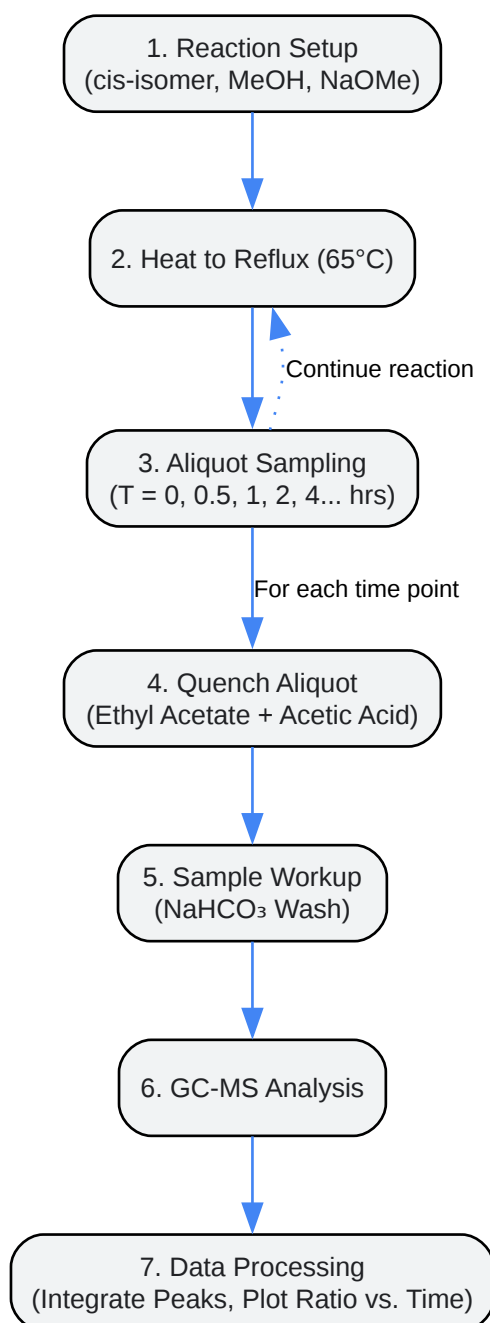 1. Reaction Setup
(cis-isomer, MeOH, NaOMe)
2. Heat to Reflux (65°C)
Continue reaction
3. Aliquot Sampling
(T = 0, 0.5, 1, 2, 4... hrs)
For each time point
4. Quench Aliquot
(Ethyl Acetate + Acetic Acid)
5. Sample Workup
(NaHCO₃ Wash)
6. GC-MS Analysis
7. Data Processing
(Integrate Peaks, Plot Ratio vs. Time)